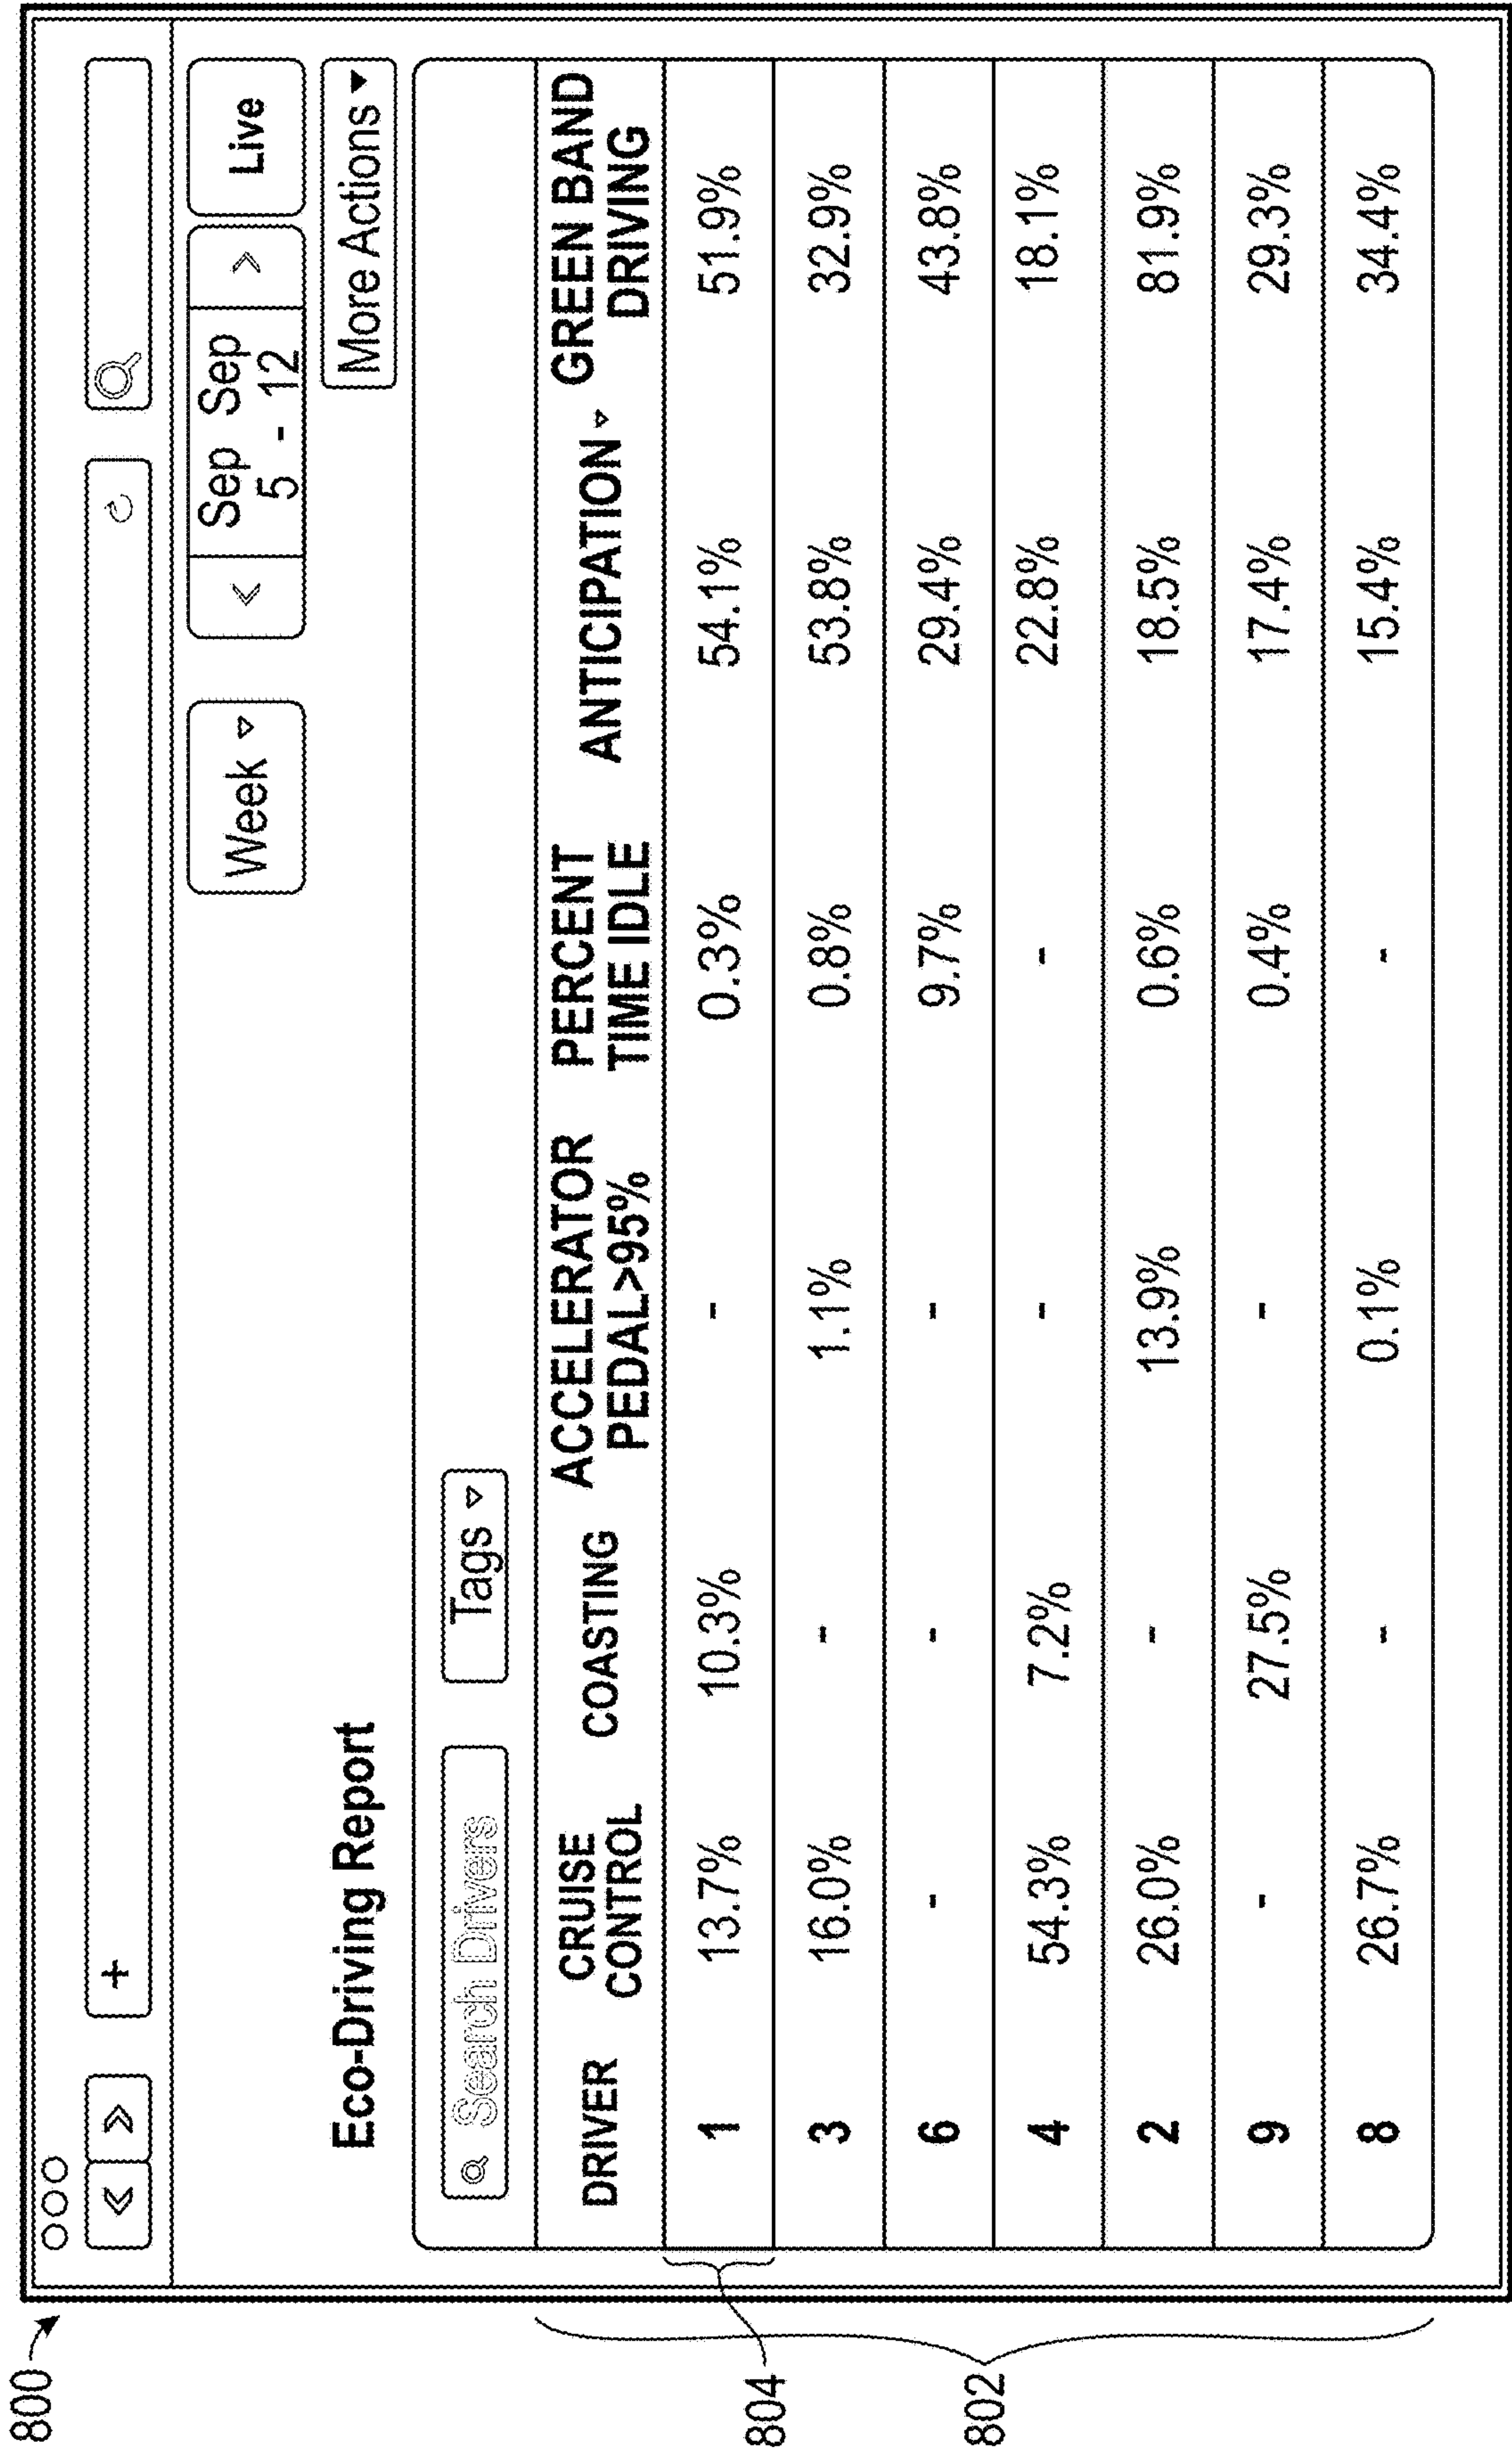 800
+
Week
<
Sep Sep
5 - 12
>
Live
Eco-Driving Report
More Actions
Search Drivers
Tags
DRIVER CRUISE CONTROL COASTING ACCELERATOR PEDAL>95% PERCENT TIME IDLE ANTICIPATION GREEN BAND DRIVING
1 13.7% 10.3% - 0.3% 54.1% 51.9%
3 16.0% - 1.1% 0.8% 53.8% 32.9%
6 - - - 9.7% 29.4% 43.8%
4 54.3% 7.2% - - 22.8% 18.1%
2 26.0% - 13.9% 0.6% 18.5% 81.9%
9 - 27.5% - 0.4% 17.4% 29.3%
8 26.7% - 0.1% - 15.4% 34.4%
804
802